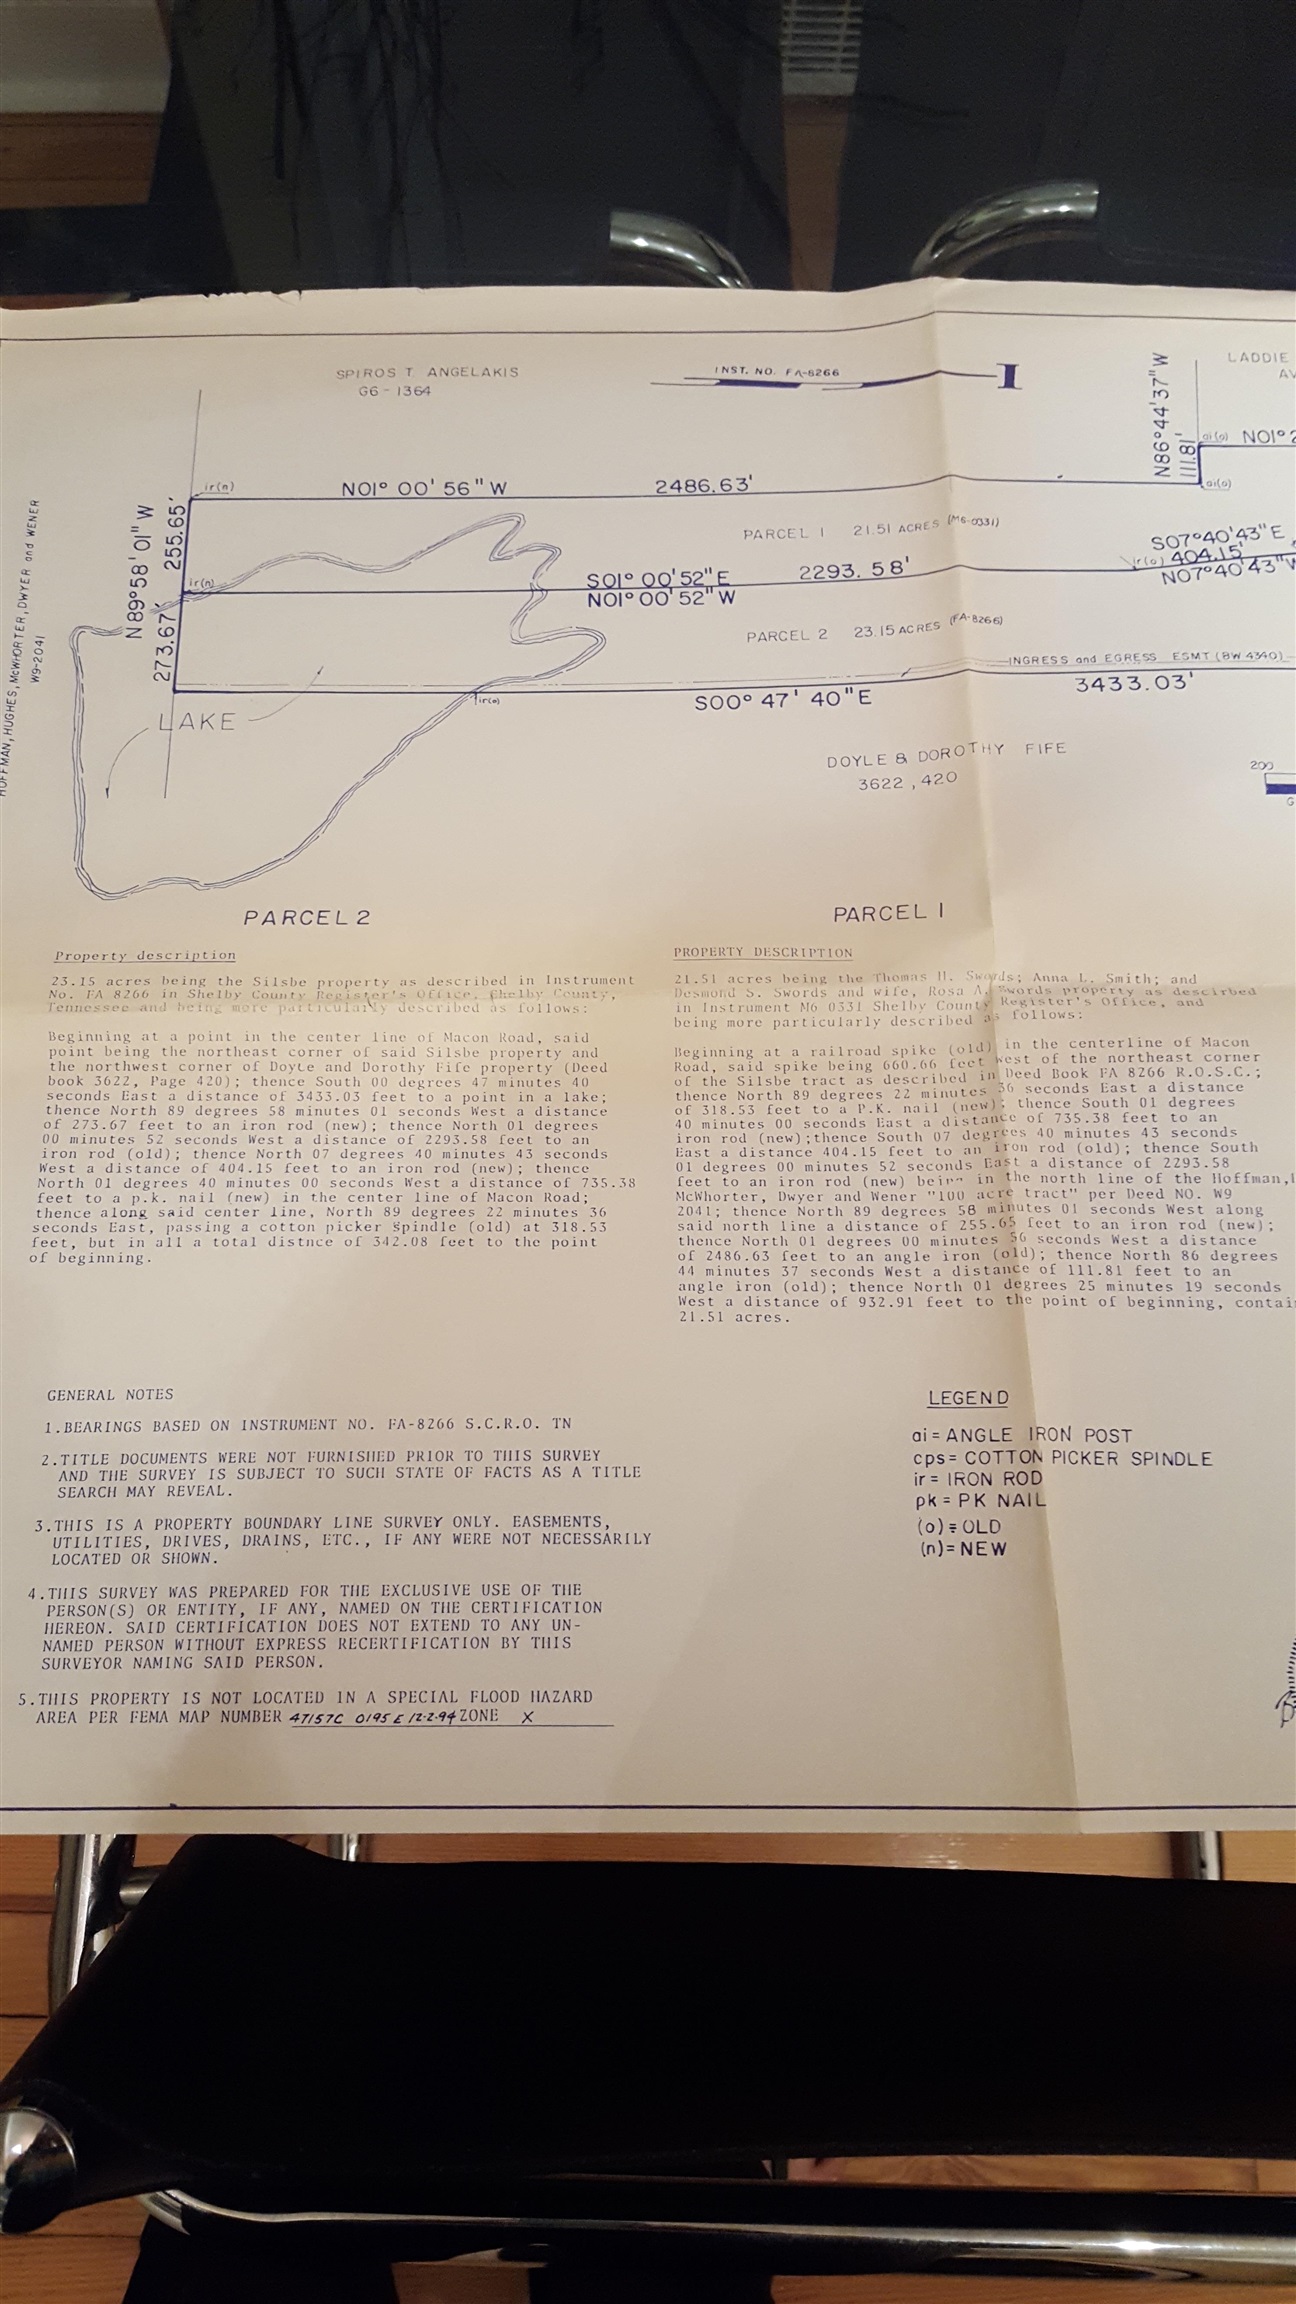 SPIROS T. ANGELAKIS
G6 - 1364
INST. NO. FA-8266
LADDIE
AV
N86°44'37"W
111.81'
ai(o)
N01° 2
ai(o)
ir(n)
N01° 00' 56" W
2486.63'
HOFFMAN, HUGHES, McWHORTER, DWYER and WENER
W9-2041
N 89°58' 01" W
255.65'
273.67'
PARCEL 1 21.51 ACRES (M6-0331)
S07°40'43"E
ir(o) 404.15'
N07°40'43"W
ir(n)
S01° 00'52"E
2293.58'
N01° 00'52"W
PARCEL 2 23.15 ACRES (FA-8266)
INGRESS and EGRESS ESMT (BW 4340)
ir(o)
S00° 47' 40"E
3433.03'
LAKE
DOYLE & DOROTHY FIFE
3622, 420
200
G
PARCEL 2
Property description
23.15 acres being the Silsbe property as described in Instrument
No. FA 8266 in Shelby County Register's Office, Shelby County,
Tennessee and being more particularly described as follows:
Beginning at a point in the center line of Macon Road, said
point being the northeast corner of said Silsbe property and
the northwest corner of Doyle and Dorothy Fife property (Deed
book 3622, Page 420); thence South 00 degrees 47 minutes 40
seconds East a distance of 3433.03 feet to a point in a lake;
thence North 89 degrees 58 minutes 01 seconds West a distance
of 273.67 feet to an iron rod (new); thence North 01 degrees
00 minutes 52 seconds West a distance of 2293.58 feet to an
iron rod (old); thence North 07 degrees 40 minutes 43 seconds
West a distance of 404.15 feet to an iron rod (new); thence
North 01 degrees 40 minutes 00 seconds West a distance of 735.38
feet to a p.k. nail (new) in the center line of Macon Road;
thence along said center line, North 89 degrees 22 minutes 36
seconds East, passing a cotton picker spindle (old) at 318.53
feet, but in all a total distnce of 342.08 feet to the point
of beginning.
PARCEL 1
PROPERTY DESCRIPTION
21.51 acres being the Thomas H. Swords; Anna L. Smith; and
Desmond S. Swords and wife, Rosa A. Swords property as descirbed
in Instrument M6 0331 Shelby County Register's Office, and
being more particularly described as follows:
Beginning at a railroad spike (old) in the centerline of Macon
Road, said spike being 660.66 feet west of the northeast corner
of the Silsbe tract as described in Deed Book FA 8266 R.O.S.C.;
thence North 89 degrees 22 minutes 36 seconds East a distance
of 318.53 feet to a P.K. nail (new); thence South 01 degrees
40 minutes 00 seconds East a distance of 735.38 feet to an
iron rod (new);thence South 07 degrees 40 minutes 43 seconds
East a distance 404.15 feet to an iron rod (old); thence South
01 degrees 00 minutes 52 seconds East a distance of 2293.58
feet to an iron rod (new) being in the north line of the Hoffman,
McWhorter, Dwyer and Wener "100 acre tract" per Deed NO. W9
2041; thence North 89 degrees 58 minutes 01 seconds West along
said north line a distance of 255.65 feet to an iron rod (new);
thence North 01 degrees 00 minutes 56 seconds West a distance
of 2486.63 feet to an angle iron (old); thence North 86 degrees
44 minutes 37 seconds West a distance of 111.81 feet to an
angle iron (old); thence North 01 degrees 25 minutes 19 seconds
West a distance of 932.91 feet to the point of beginning, contai
21.51 acres.
GENERAL NOTES
1.BEARINGS BASED ON INSTRUMENT NO. FA-8266 S.C.R.O. TN
2.TITLE DOCUMENTS WERE NOT FURNISHED PRIOR TO THIS SURVEY
AND THE SURVEY IS SUBJECT TO SUCH STATE OF FACTS AS A TITLE
SEARCH MAY REVEAL.
3.THIS IS A PROPERTY BOUNDARY LINE SURVEY ONLY. EASEMENTS,
UTILITIES, DRIVES, DRAINS, ETC., IF ANY WERE NOT NECESSARILY
LOCATED OR SHOWN.
4.THIS SURVEY WAS PREPARED FOR THE EXCLUSIVE USE OF THE
PERSON(S) OR ENTITY, IF ANY, NAMED ON THE CERTIFICATION
HEREON. SAID CERTIFICATION DOES NOT EXTEND TO ANY UN-
NAMED PERSON WITHOUT EXPRESS RECERTIFICATION BY THIS
SURVEYOR NAMING SAID PERSON.
5.THIS PROPERTY IS NOT LOCATED IN A SPECIAL FLOOD HAZARD
AREA PER FEMA MAP NUMBER 47157C 0195 E 12-2-94 ZONE X
LEGEND
ai = ANGLE IRON POST
cps = COTTON PICKER SPINDLE
ir = IRON ROD
pk = PK NAIL
(o) = OLD
(n) = NEW